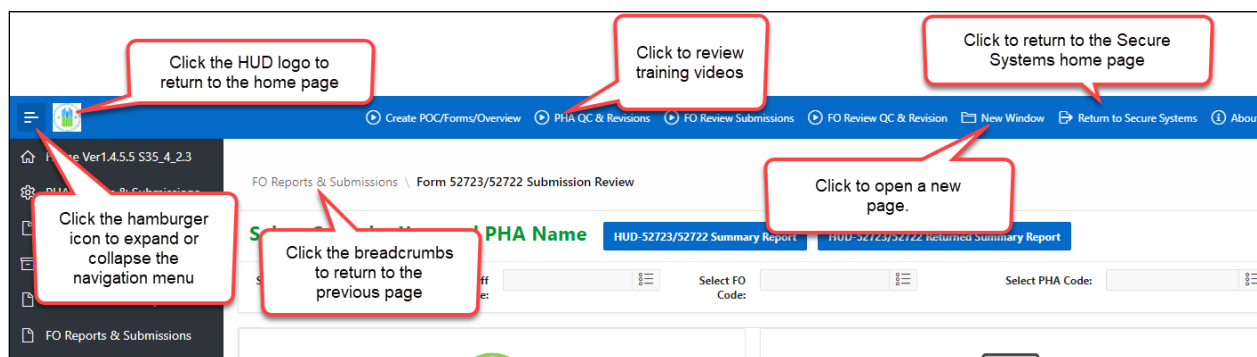 Click the HUD logo to
return to the home page
Click to review
training videos
Click to return to the Secure
Systems home page
Create POC/Forms/Overview
PHA QC & Revisions
FO Review Submissions
FO Review QC & Revision
New Window
Return to Secure Systems
About
Ver1.4.5.5 S35_4_2.3
FO Reports & Submissions \ Form 52723/52722 Submission Review
Click to open a new
page.
Click the hamburger
icon to expand or
collapse the
navigation menu
PHA Name
HUD-52723/52722 Summary Report
HUD-52723/52722 Returned Summary Report
Click the breadcrumbs
to return to the
previous page
Select FO
Code:
Select PHA Code:
FO Reports & Submissions